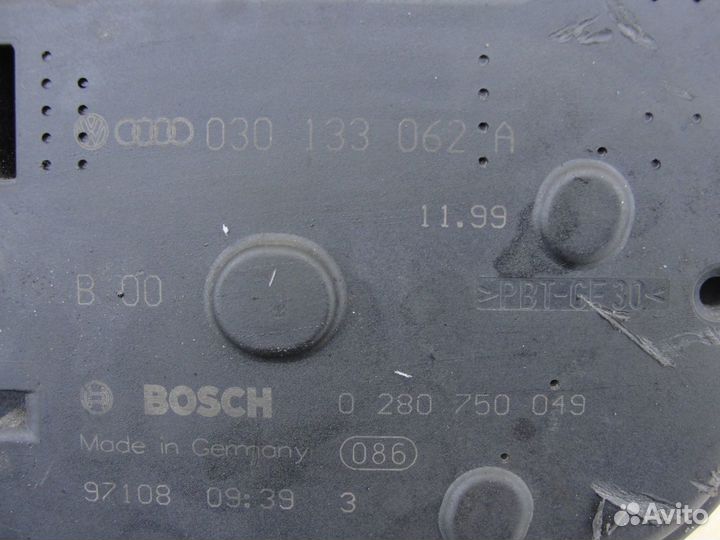 030 133 062 A
11.99
B 00
>PBT-GF30<
BOSCH 0 280 750 049
Made in Germany 086
97108 09:39 3
Avito